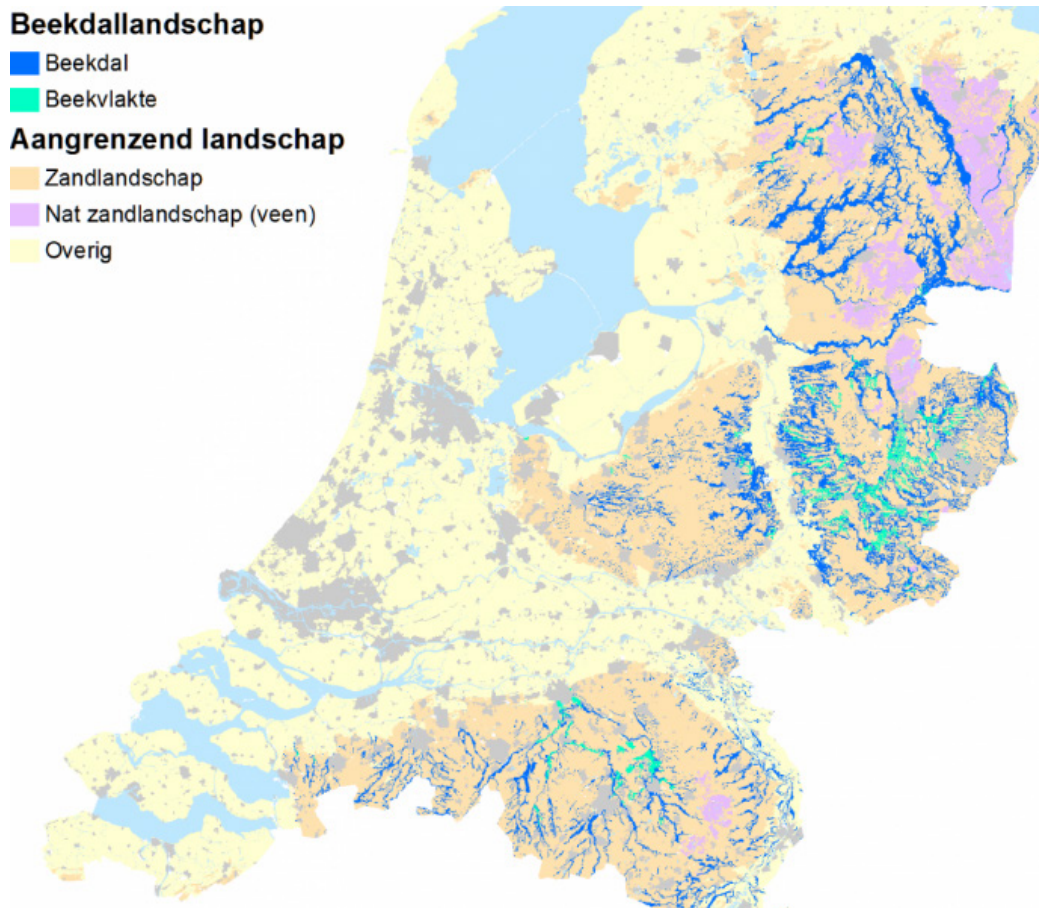 Beekdallandschap
Beekdal
Beekvlakte
Aangrenzend landschap
Zandlandschap
Nat zandlandschap (veen)
Overig